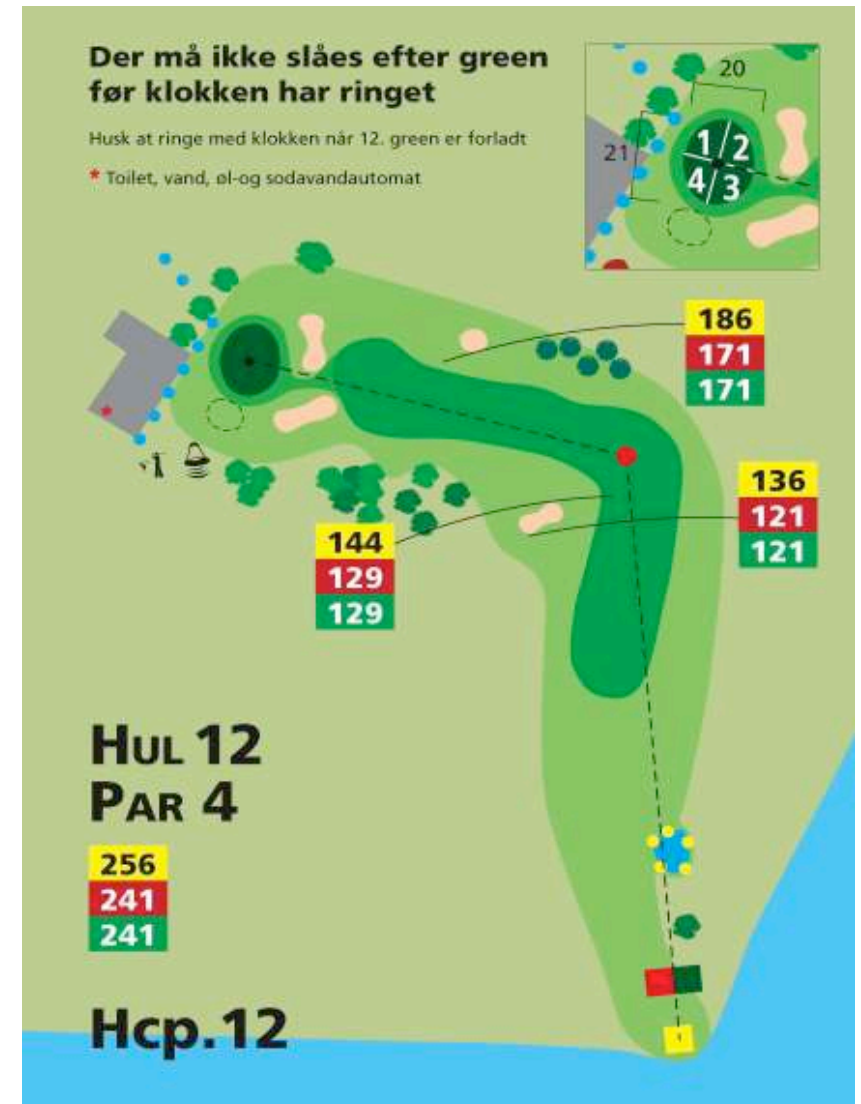 Der må ikke slåes efter green
før klokken har ringet
Husk at ringe med klokken når 12. green er forladt
* Toilet, vand, øl-og sodavandautomat
20
21
1 2
4 3
186
171
171
136
121
121
144
129
129
Hul 12
Par 4
256
241
241
Hcp.12